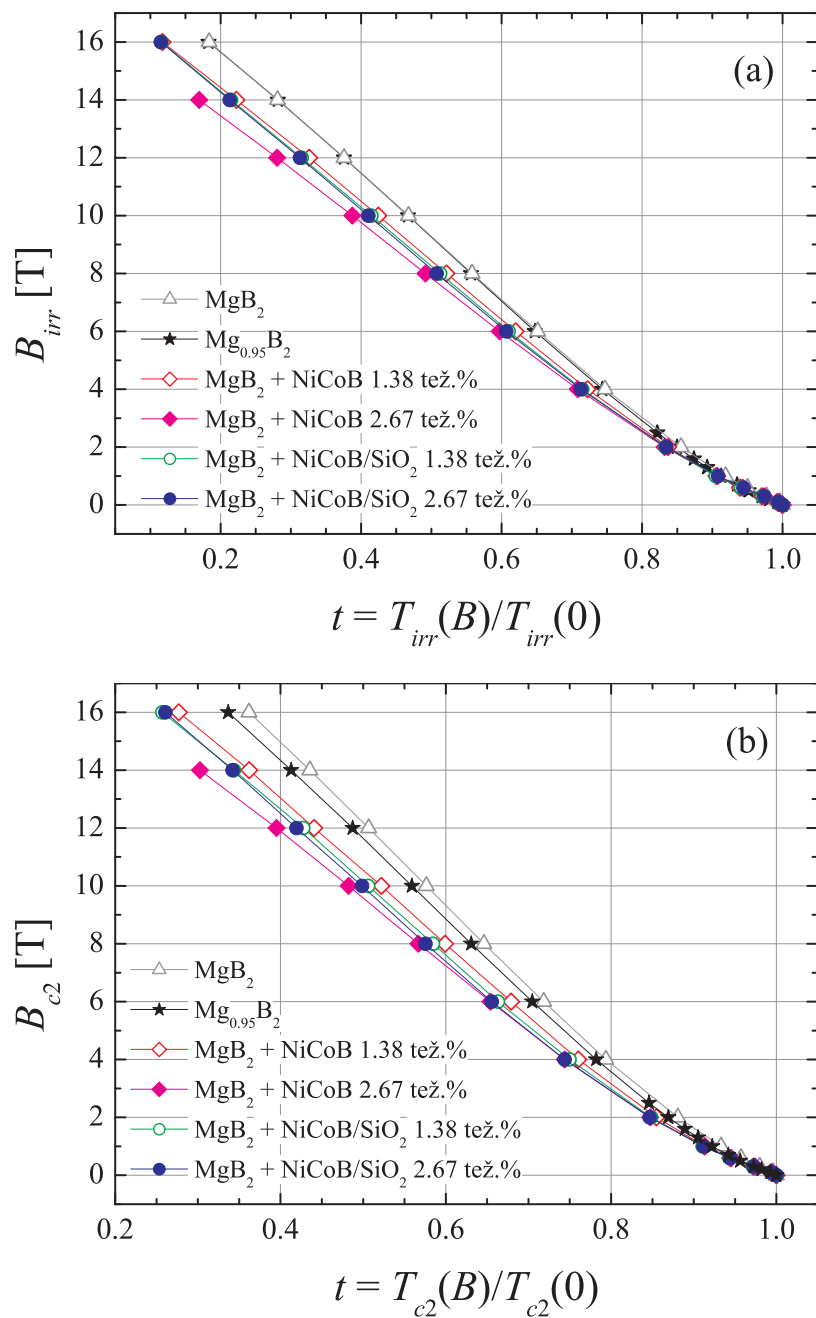 (a)
16
14
12
10
8
6
4
2
0
B_irr [T]
MgB₂
Mg₀.₉₅B₂
MgB₂ + NiCoB 1.38 tež.%
MgB₂ + NiCoB 2.67 tež.%
MgB₂ + NiCoB/SiO₂ 1.38 tež.%
MgB₂ + NiCoB/SiO₂ 2.67 tež.%
0.2 0.4 0.6 0.8 1.0
t = T_irr(B)/T_irr(0)
(b)
16
14
12
10
8
6
4
2
0
B_c2 [T]
MgB₂
Mg₀.₉₅B₂
MgB₂ + NiCoB 1.38 tež.%
MgB₂ + NiCoB 2.67 tež.%
MgB₂ + NiCoB/SiO₂ 1.38 tež.%
MgB₂ + NiCoB/SiO₂ 2.67 tež.%
0.2 0.4 0.6 0.8 1.0
t = T_c2(B)/T_c2(0)